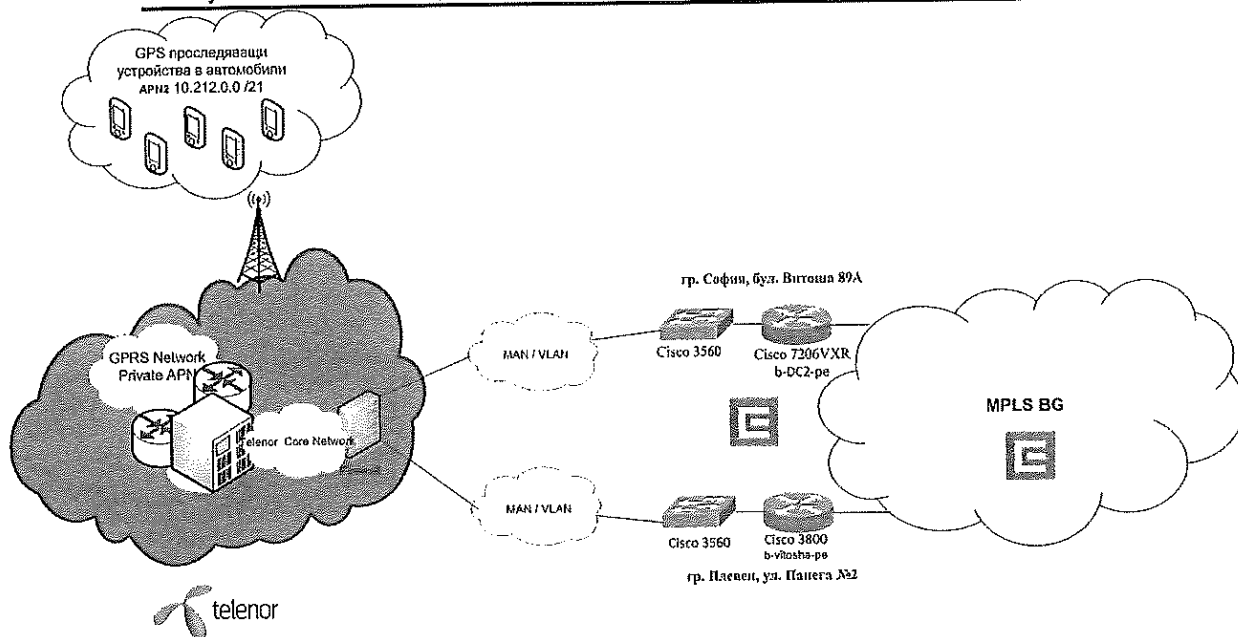 GPS проследяващи
устройства в автомобили
APN2 10.212.0.0 /21
GPRS Network
Private APN
Telenor Core Network
гр. София, бул. Витоша 89А
MAN / VLAN
Cisco 3560
Cisco 7206VXR
b-DC2-pe
MPLS BG
MAN / VLAN
Cisco 3560
Cisco 3800
b-vitosha-pe
гр. Плевен, ул. Панега №2
telenor